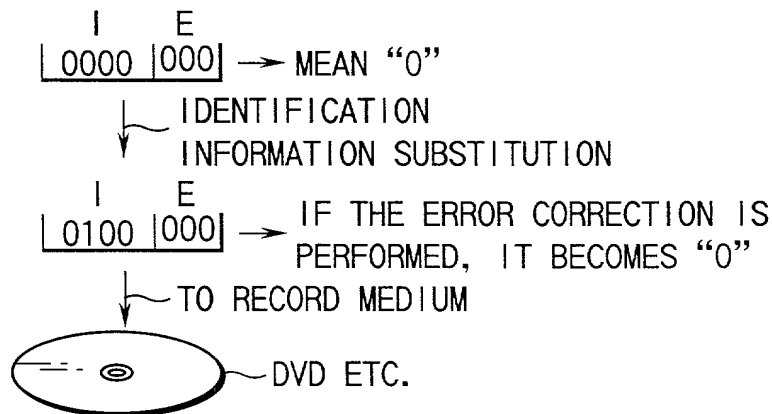 I E
0000 000 → MEAN “0”
IDENTIFICATION
INFORMATION SUBSTITUTION
I E
0100 000 → IF THE ERROR CORRECTION IS
PERFORMED, IT BECOMES “0”
TO RECORD MEDIUM
DVD ETC.